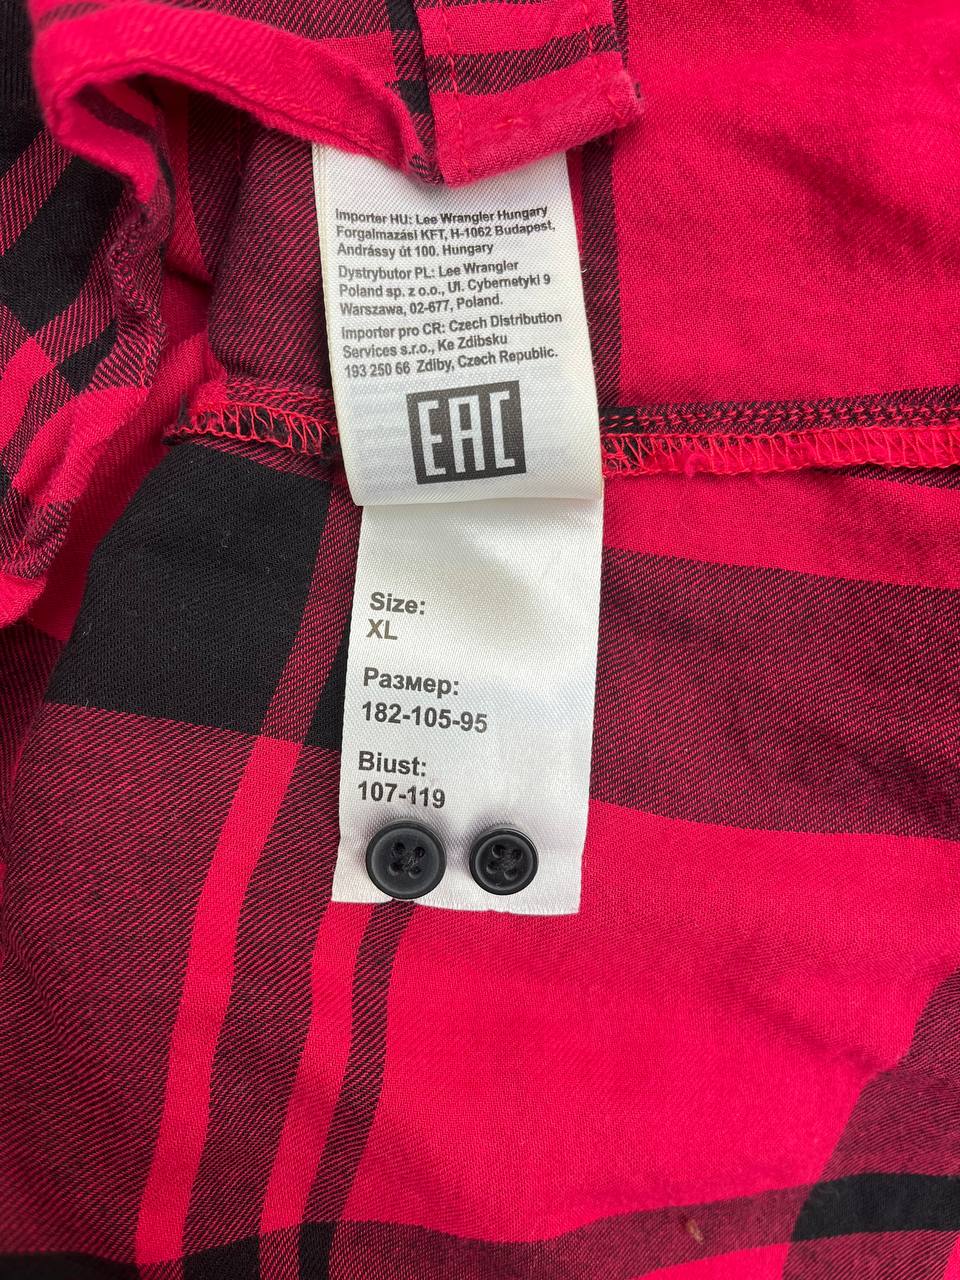 Importer HU: Lee Wrangler Hungary
Forgalmazási KFT, H-1062 Budapest,
Andrássy út 100. Hungary
Dystrybutor PL: Lee Wrangler
Poland sp. z o.o., Ul. Cybernetyki 9
Warszawa, 02-677, Poland.
Importer pro CR: Czech Distribution
Services s.r.o., Ke Zdibsku
193 250 66 Zdiby, Czech Republic.
EAC
Size:
XL
Размер:
182-105-95
Biust:
107-119